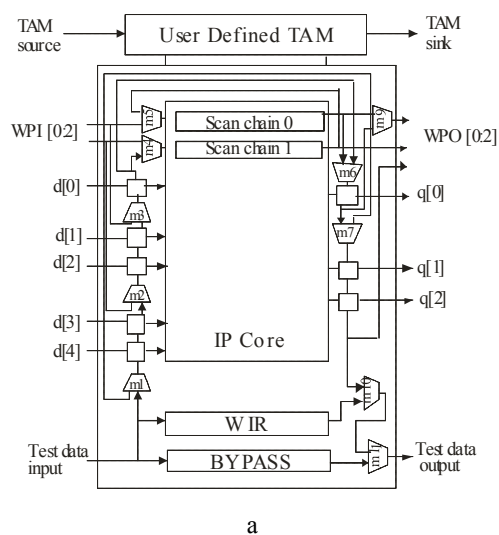 TAM source
User Defined TAM
TAM sink
WPI [0:2]
m5
Scan chain 0
m9
WPO [0:2]
m4
Scan chain 1
m6
d[0]
q[0]
m3
m7
d[1]
d[2]
q[1]
m2
q[2]
d[3]
IP Core
d[4]
m1
m10
WIR
Test data input
BYPASS
m11
Test data output
a